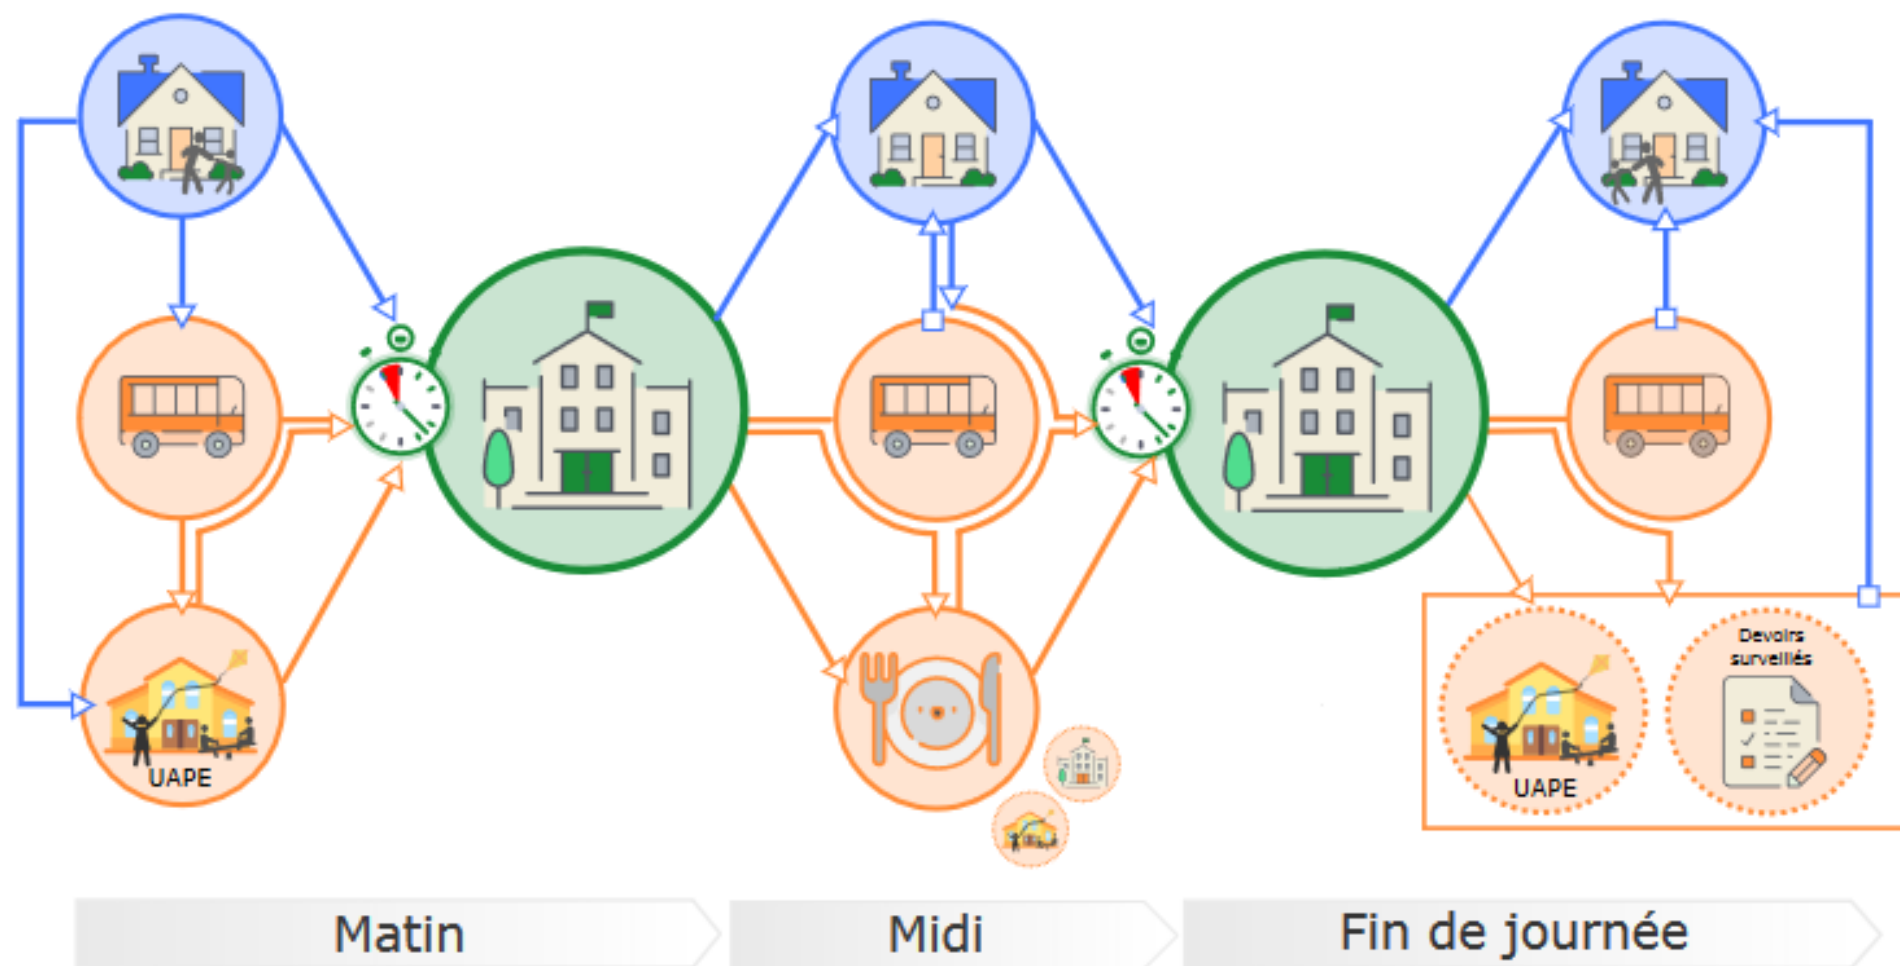 Devoirs
surveillés
UAPE
UAPE
Matin
Midi
Fin de journée